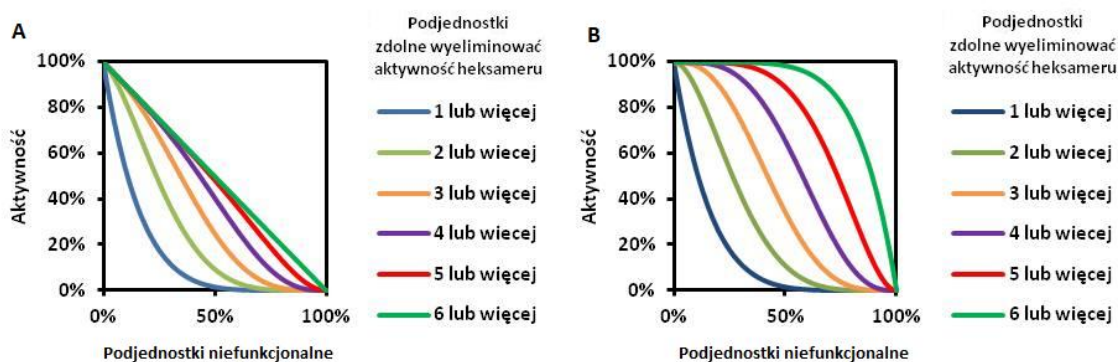 A
Podjednostki
zdolne wyeliminować
aktywność heksameru
100%
80%
60%
40%
20%
0%
Aktywność
0%
50%
100%
Podjednostki niefunkcjonalne
1 lub więcej
2 lub wiecej
3 lub więcej
4 lub wiecej
5 lub więcej
6 lub więcej
B
Podjednostki
zdolne wyeliminować
aktywność heksameru
100%
80%
60%
40%
20%
0%
Aktywność
0%
50%
100%
Podjednostki niefunkcjonalne
1 lub więcej
2 lub wiecej
3 lub więcej
4 lub wiecej
5 lub więcej
6 lub więcej